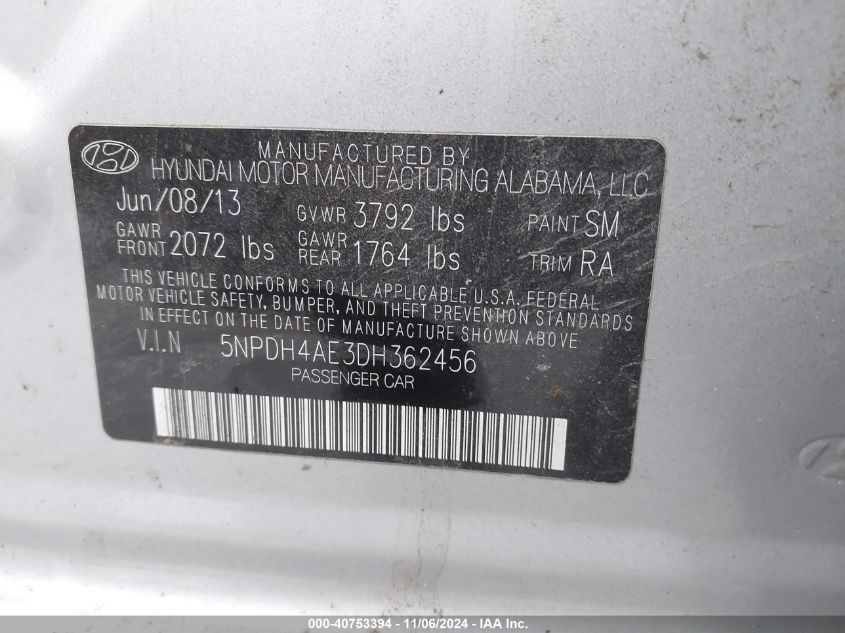 MANUFACTURED BY
HYUNDAI MOTOR MANUFACTURING ALABAMA, LLC
Jun/08/13 GVWR 3792 lbs PAINT SM
GAWR FRONT 2072 lbs GAWR REAR 1764 lbs TRIM RA
THIS VEHICLE CONFORMS TO ALL APPLICABLE U.S.A. FEDERAL
MOTOR VEHICLE SAFETY, BUMPER, AND THEFT PREVENTION STANDARDS
IN EFFECT ON THE DATE OF MANUFACTURE SHOWN ABOVE.
V.I.N 5NPDH4AE3DH362456
PASSENGER CAR
000-40753394 - 11/06/2024 - IAA Inc.